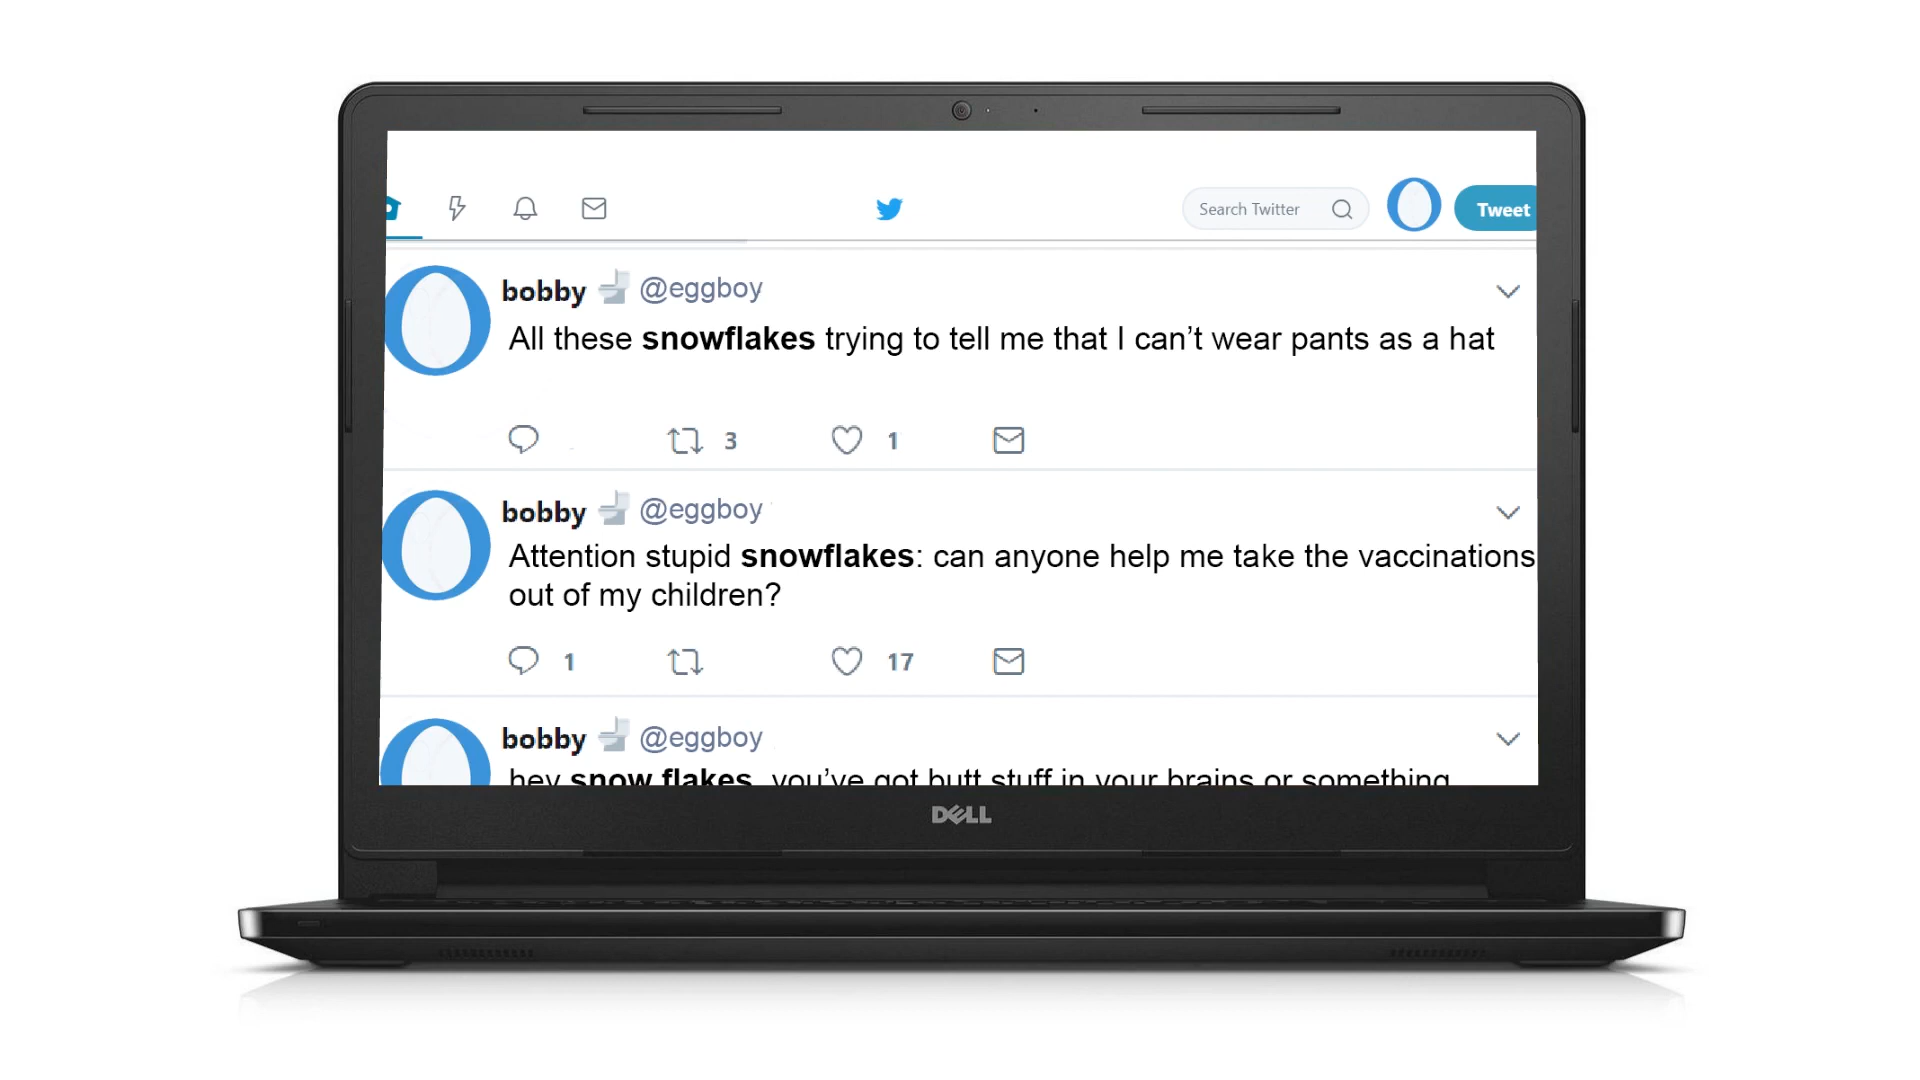 Search Twitter
Tweet
bobby @eggboy
All these snowflakes trying to tell me that I can’t wear pants as a hat
3 1
bobby @eggboy
Attention stupid snowflakes: can anyone help me take the vaccinations
out of my children?
1 17
bobby @eggboy
hey snow flakes you’ve got butt stuff in your brains or something
DELL